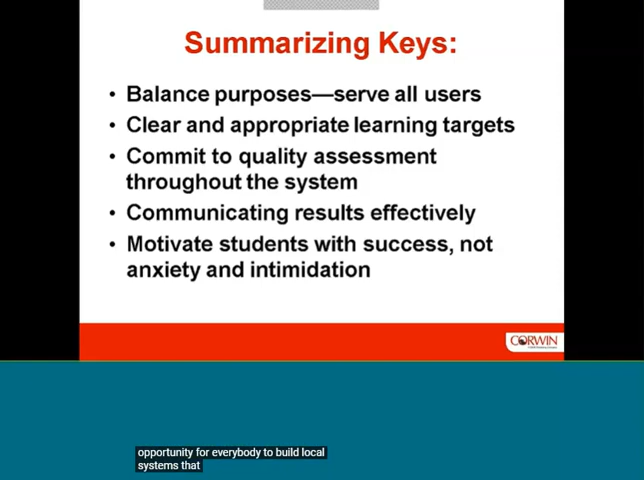 Summarizing Keys:
• Balance purposes—serve all users
• Clear and appropriate learning targets
• Commit to quality assessment
throughout the system
• Communicating results effectively
• Motivate students with success, not
anxiety and intimidation
CORWIN
opportunity for everybody to build local
systems that